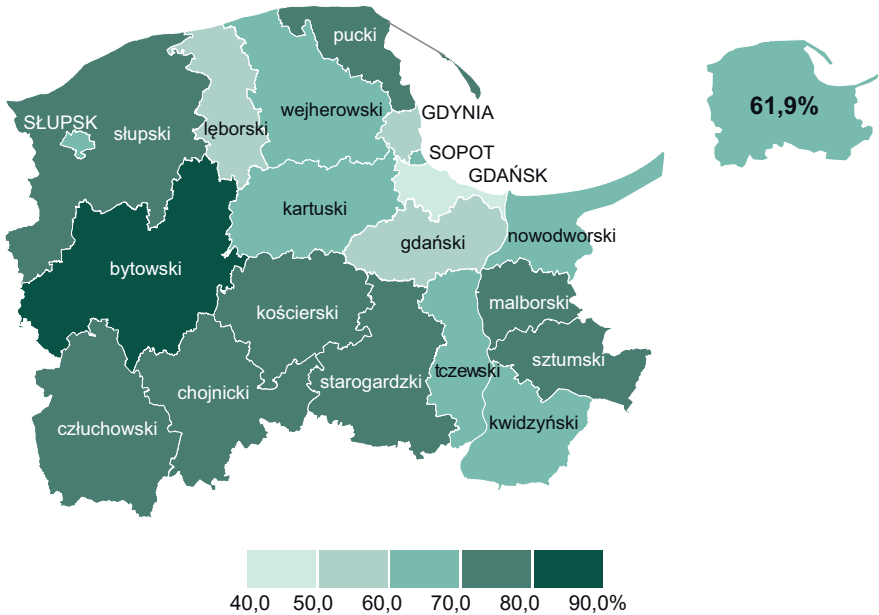 pucki
GDYNIA
wejherowski
SŁUPSK
słupski
lęborski
SOPOT
GDAŃSK
kartuski
gdański
nowodworski
bytowski
kościerski
malborski
sztumski
tczewski
starogardzki
chojnicki
człuchowski
kwidzyński
61,9%
40,0 50,0 60,0 70,0 80,0 90,0%